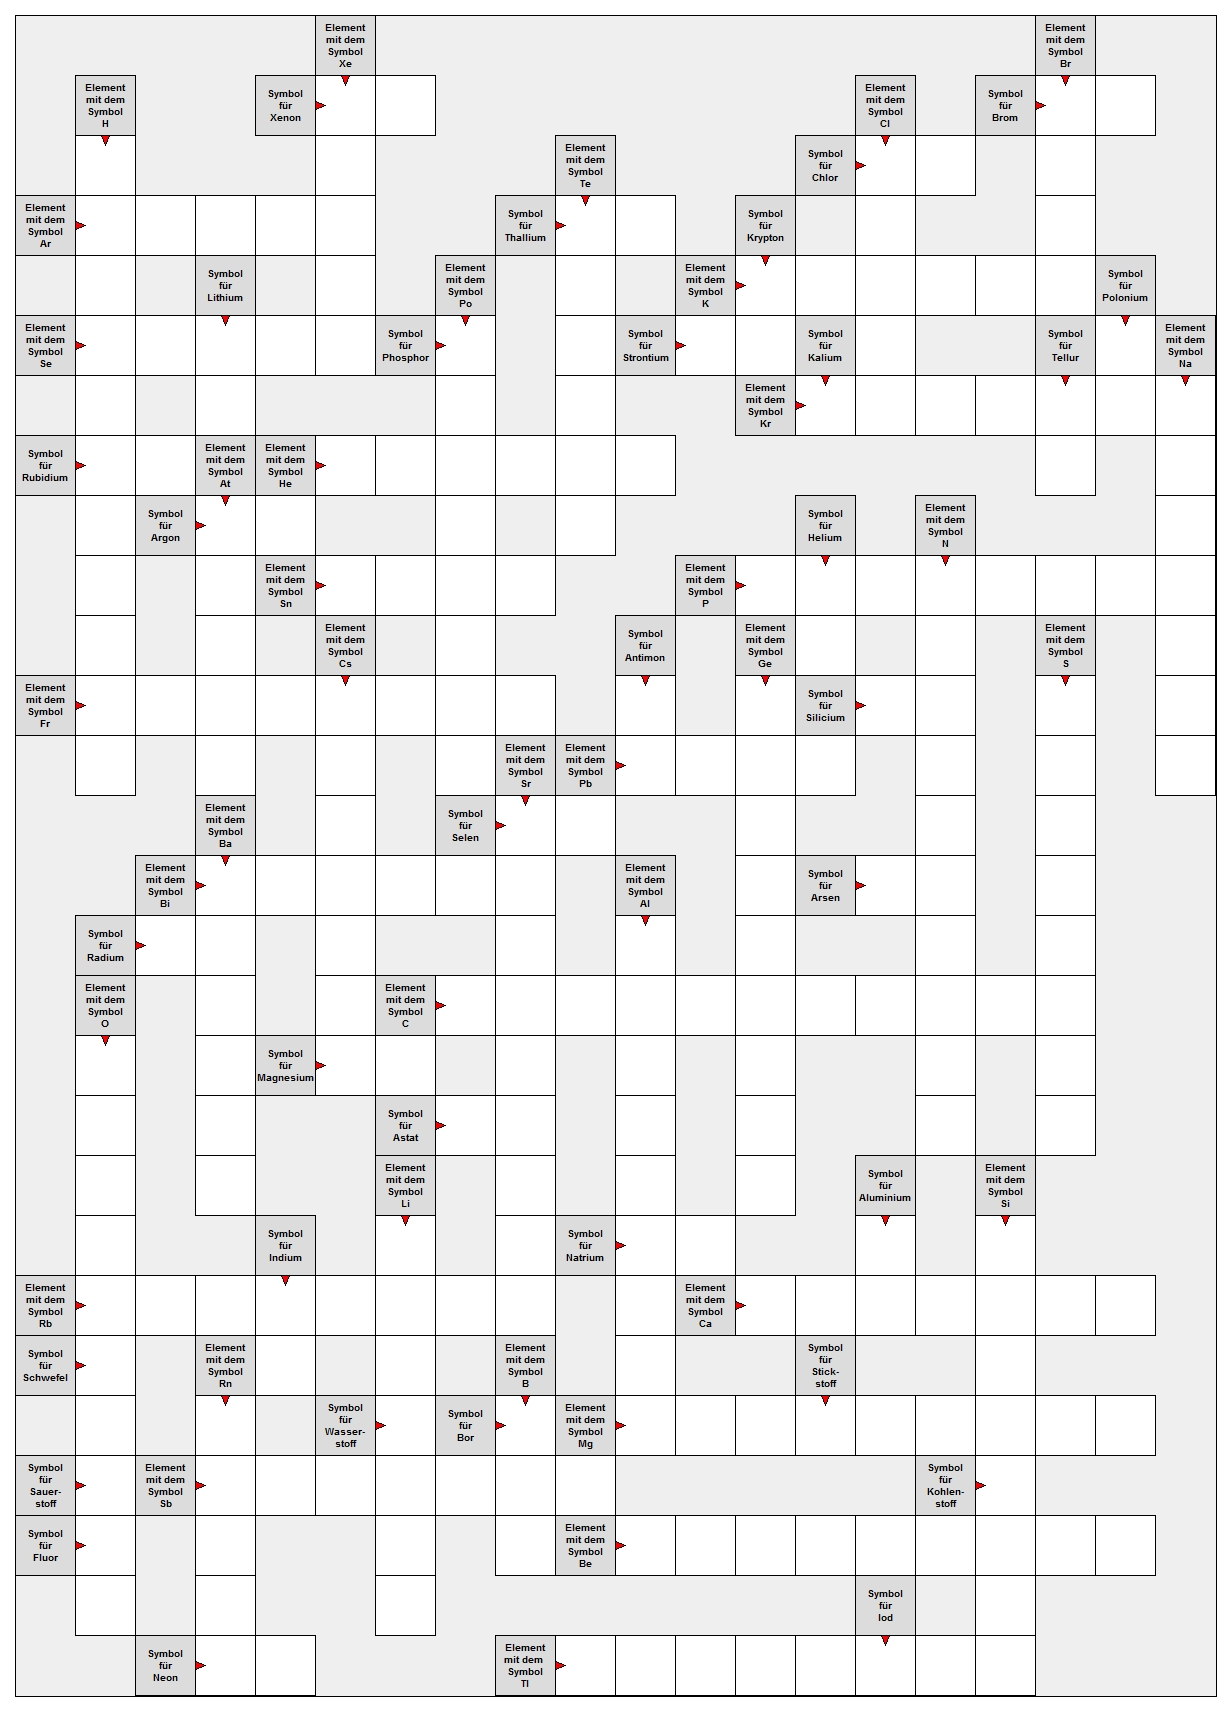 Element
mit dem
Symbol
Xe
Element
mit dem
Symbol
Br
Element
mit dem
Symbol
H
Symbol
für
Xenon
Element
mit dem
Symbol
Cl
Symbol
für
Brom
Element
mit dem
Symbol
Te
Symbol
für
Chlor
Element
mit dem
Symbol
Ar
Symbol
für
Thallium
Symbol
für
Krypton
Symbol
für
Lithium
Element
mit dem
Symbol
Po
Element
mit dem
Symbol
K
Symbol
für
Polonium
Element
mit dem
Symbol
Se
Symbol
für
Phosphor
Symbol
für
Strontium
Symbol
für
Kalium
Symbol
für
Tellur
Element
mit dem
Symbol
Na
Element
mit dem
Symbol
Kr
Symbol
für
Rubidium
Element
mit dem
Symbol
At
Element
mit dem
Symbol
He
Symbol
für
Argon
Symbol
für
Helium
Element
mit dem
Symbol
N
Element
mit dem
Symbol
Sn
Element
mit dem
Symbol
P
Element
mit dem
Symbol
Cs
Symbol
für
Antimon
Element
mit dem
Symbol
Ge
Element
mit dem
Symbol
S
Element
mit dem
Symbol
Fr
Symbol
für
Silicium
Element
mit dem
Symbol
Sr
Element
mit dem
Symbol
Pb
Element
mit dem
Symbol
Ba
Symbol
für
Selen
Element
mit dem
Symbol
Bi
Element
mit dem
Symbol
Al
Symbol
für
Arsen
Symbol
für
Radium
Element
mit dem
Symbol
O
Element
mit dem
Symbol
C
Symbol
für
Magnesium
Symbol
für
Astat
Element
mit dem
Symbol
Li
Symbol
für
Aluminium
Element
mit dem
Symbol
Si
Symbol
für
Indium
Symbol
für
Natrium
Element
mit dem
Symbol
Rb
Element
mit dem
Symbol
Ca
Symbol
für
Schwefel
Element
mit dem
Symbol
Rn
Element
mit dem
Symbol
B
Symbol
für
Stick-
stoff
Symbol
für
Wasser-
stoff
Symbol
für
Bor
Element
mit dem
Symbol
Mg
Symbol
für
Sauer-
stoff
Element
mit dem
Symbol
Sb
Symbol
für
Kohlen-
stoff
Symbol
für
Fluor
Element
mit dem
Symbol
Be
Symbol
für
Iod
Symbol
für
Neon
Element
mit dem
Symbol
Tl